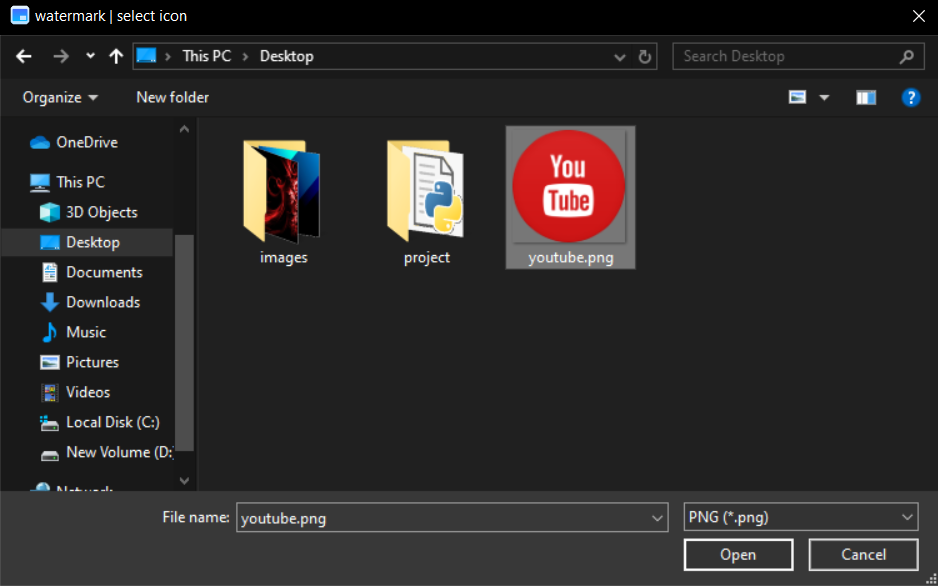 watermark | select icon
This PC
Desktop
Search Desktop
Organize
New folder
?
OneDrive
This PC
3D Objects
Desktop
Documents
Downloads
Music
Pictures
Videos
Local Disk (C:)
New Volume (D:
Network
images
project
You
Tube
youtube.png
File name:
youtube.png
PNG (*.png)
Open
Cancel